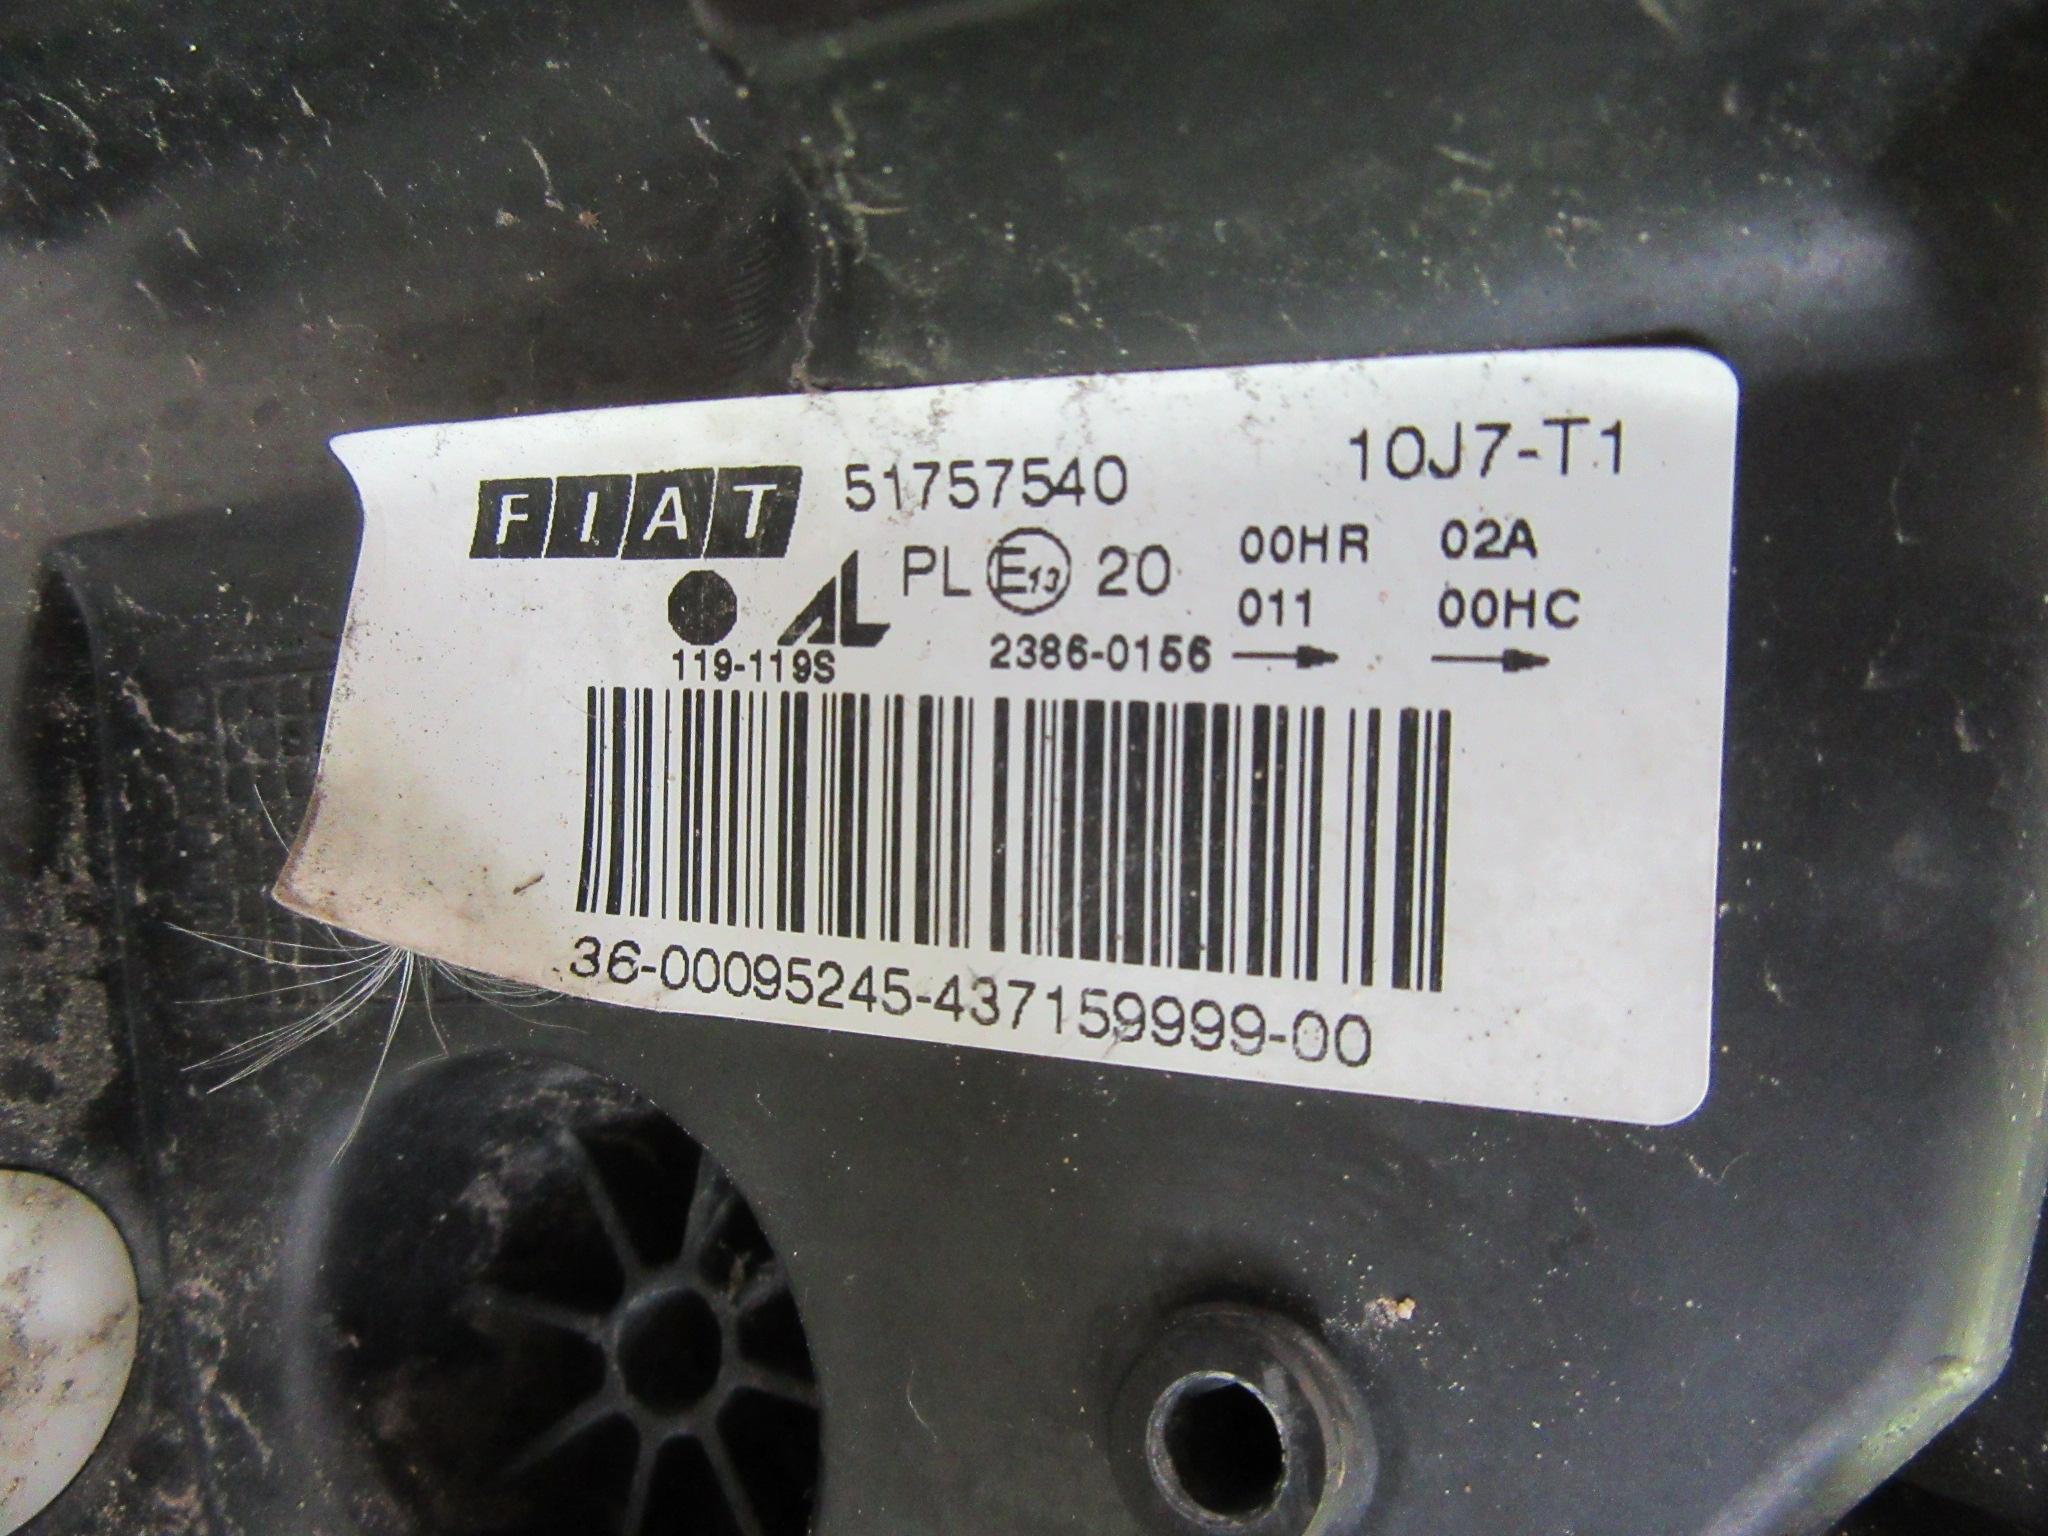 FIAT 51757540 10J7-T1
AL PL E13 20 00HR 02A
011 00HC
119-119S 2386-0156
36-00095245-437159999-00